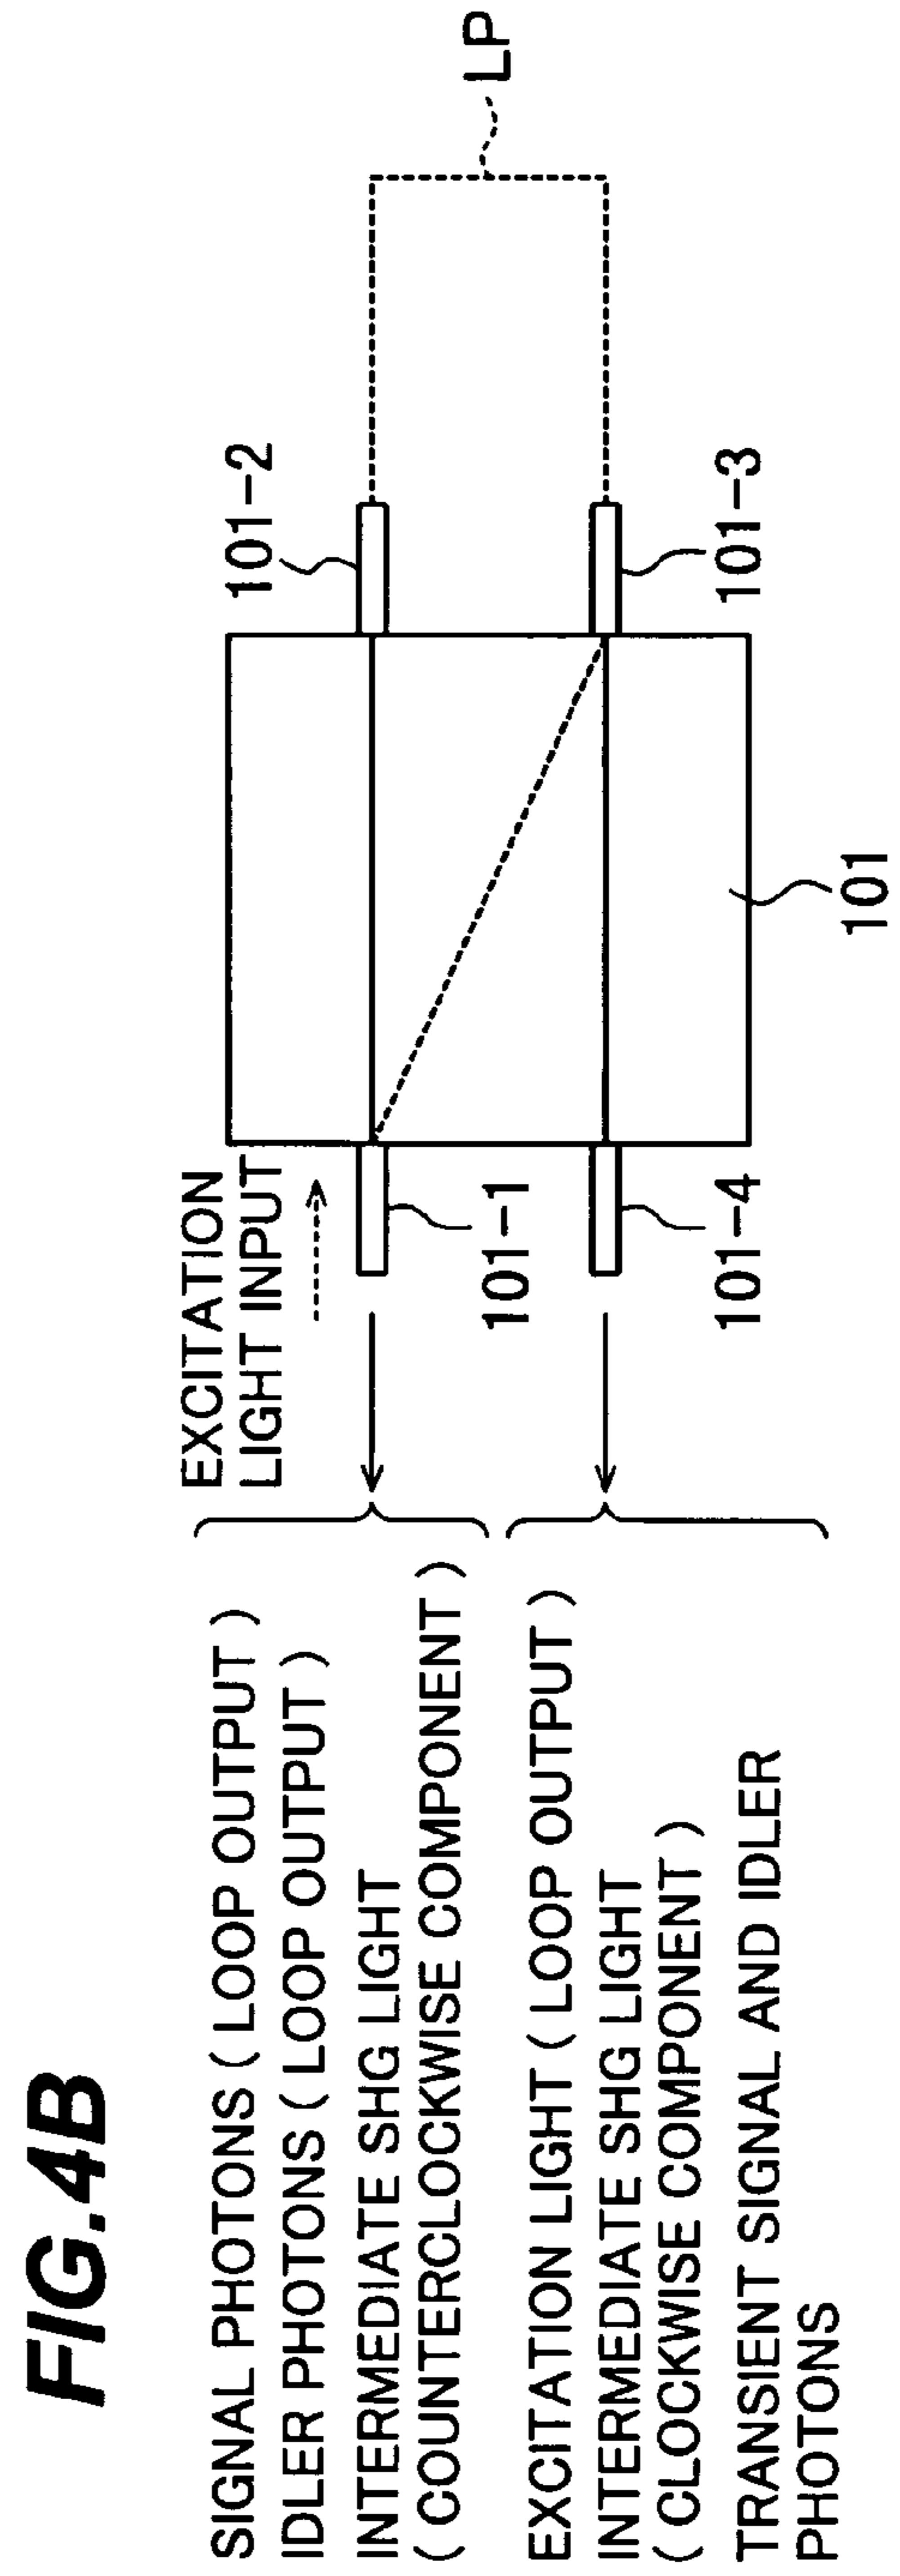 FIG.4B
SIGNAL PHOTONS ( LOOP OUTPUT )
IDLER PHOTONS ( LOOP OUTPUT )
INTERMEDIATE SHG LIGHT
( COUNTERCLOCKWISE COMPONENT )
EXCITATION LIGHT ( LOOP OUTPUT )
INTERMEDIATE SHG LIGHT
( CLOCKWISE COMPONENT )
TRANSIENT SIGNAL AND IDLER
PHOTONS
EXCITATION
LIGHT INPUT
101-1
101-4
101-2
101-3
101
LP